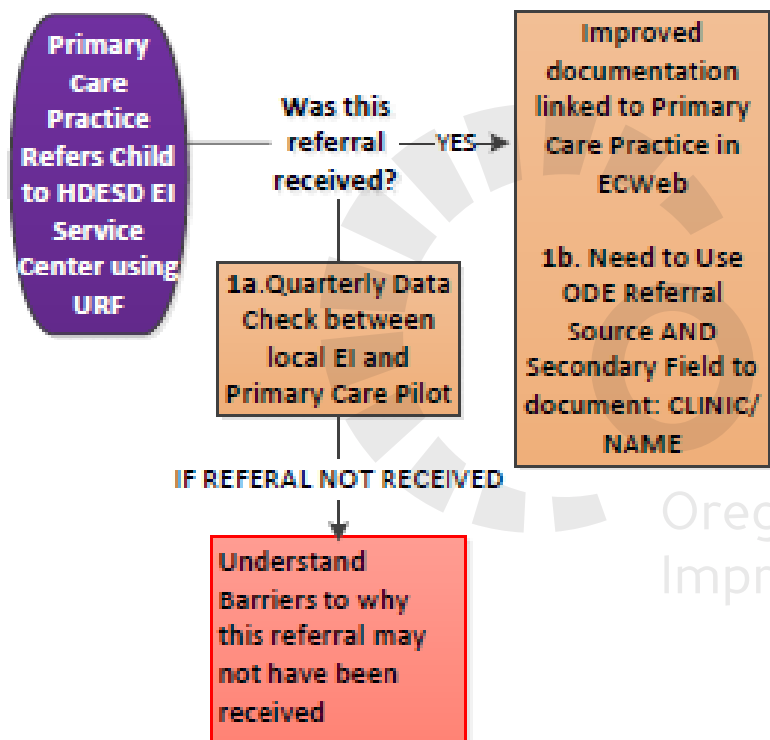 Primary
Care
Practice
Refers Child
to HDESD EI
Service
Center using
URF
Was this
referral
received?
YES
Improved
documentation
linked to Primary
Care Practice in
ECWeb
1b. Need to Use
ODE Referral
Source AND
Secondary Field to
document: CLINIC/
NAME
1a.Quarterly Data
Check between
local EI and
Primary Care Pilot
IF REFERAL NOT RECEIVED
Understand
Barriers to why
this referral may
not have been
received